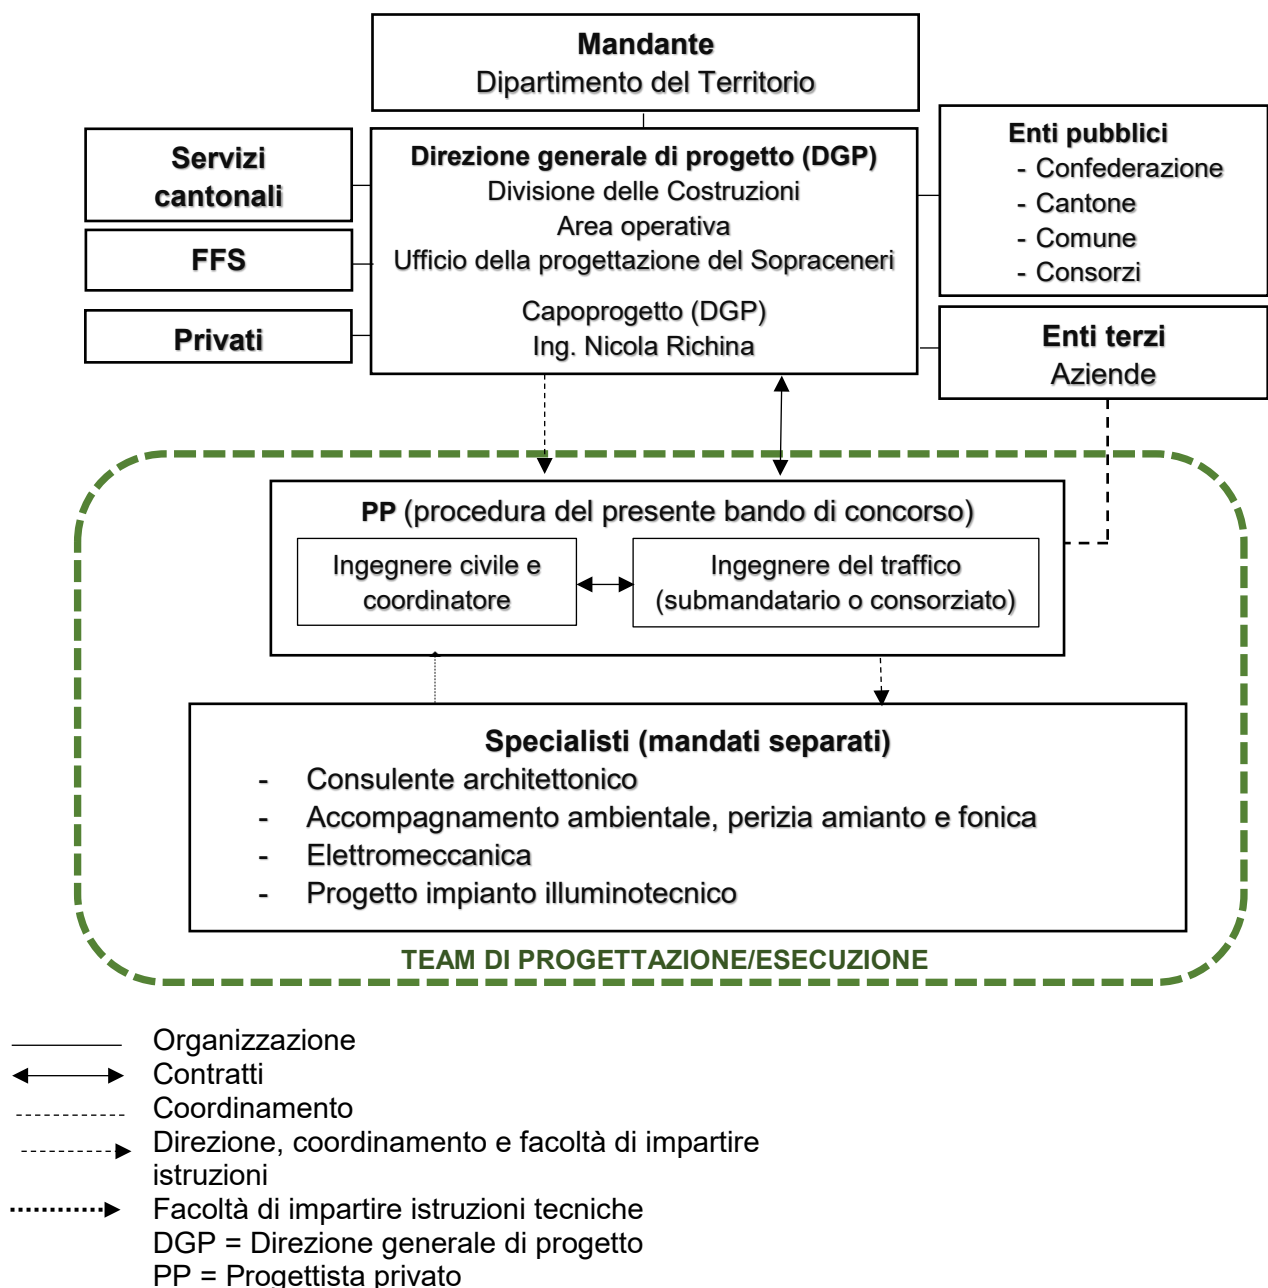 Mandante
Dipartimento del Territorio
Servizi
cantonali
FFS
Privati
Direzione generale di progetto (DGP)
Divisione delle Costruzioni
Area operativa
Ufficio della progettazione del Sopraceneri
Capoprogetto (DGP)
Ing. Nicola Richina
Enti pubblici
- Confederazione
- Cantone
- Comune
- Consorzi
Enti terzi
Aziende
PP (procedura del presente bando di concorso)
Ingegnere civile e
coordinatore
Ingegnere del traffico
(submandatario o consorziato)
Specialisti (mandati separati)
- Consulente architettonico
- Accompagnamento ambientale, perizia amianto e fonica
- Elettromeccanica
- Progetto impianto illuminotecnico
TEAM DI PROGETTAZIONE/ESECUZIONE
Organizzazione
Contratti
Coordinamento
Direzione, coordinamento e facoltà di impartire
istruzioni
Facoltà di impartire istruzioni tecniche
DGP = Direzione generale di progetto
PP = Progettista privato